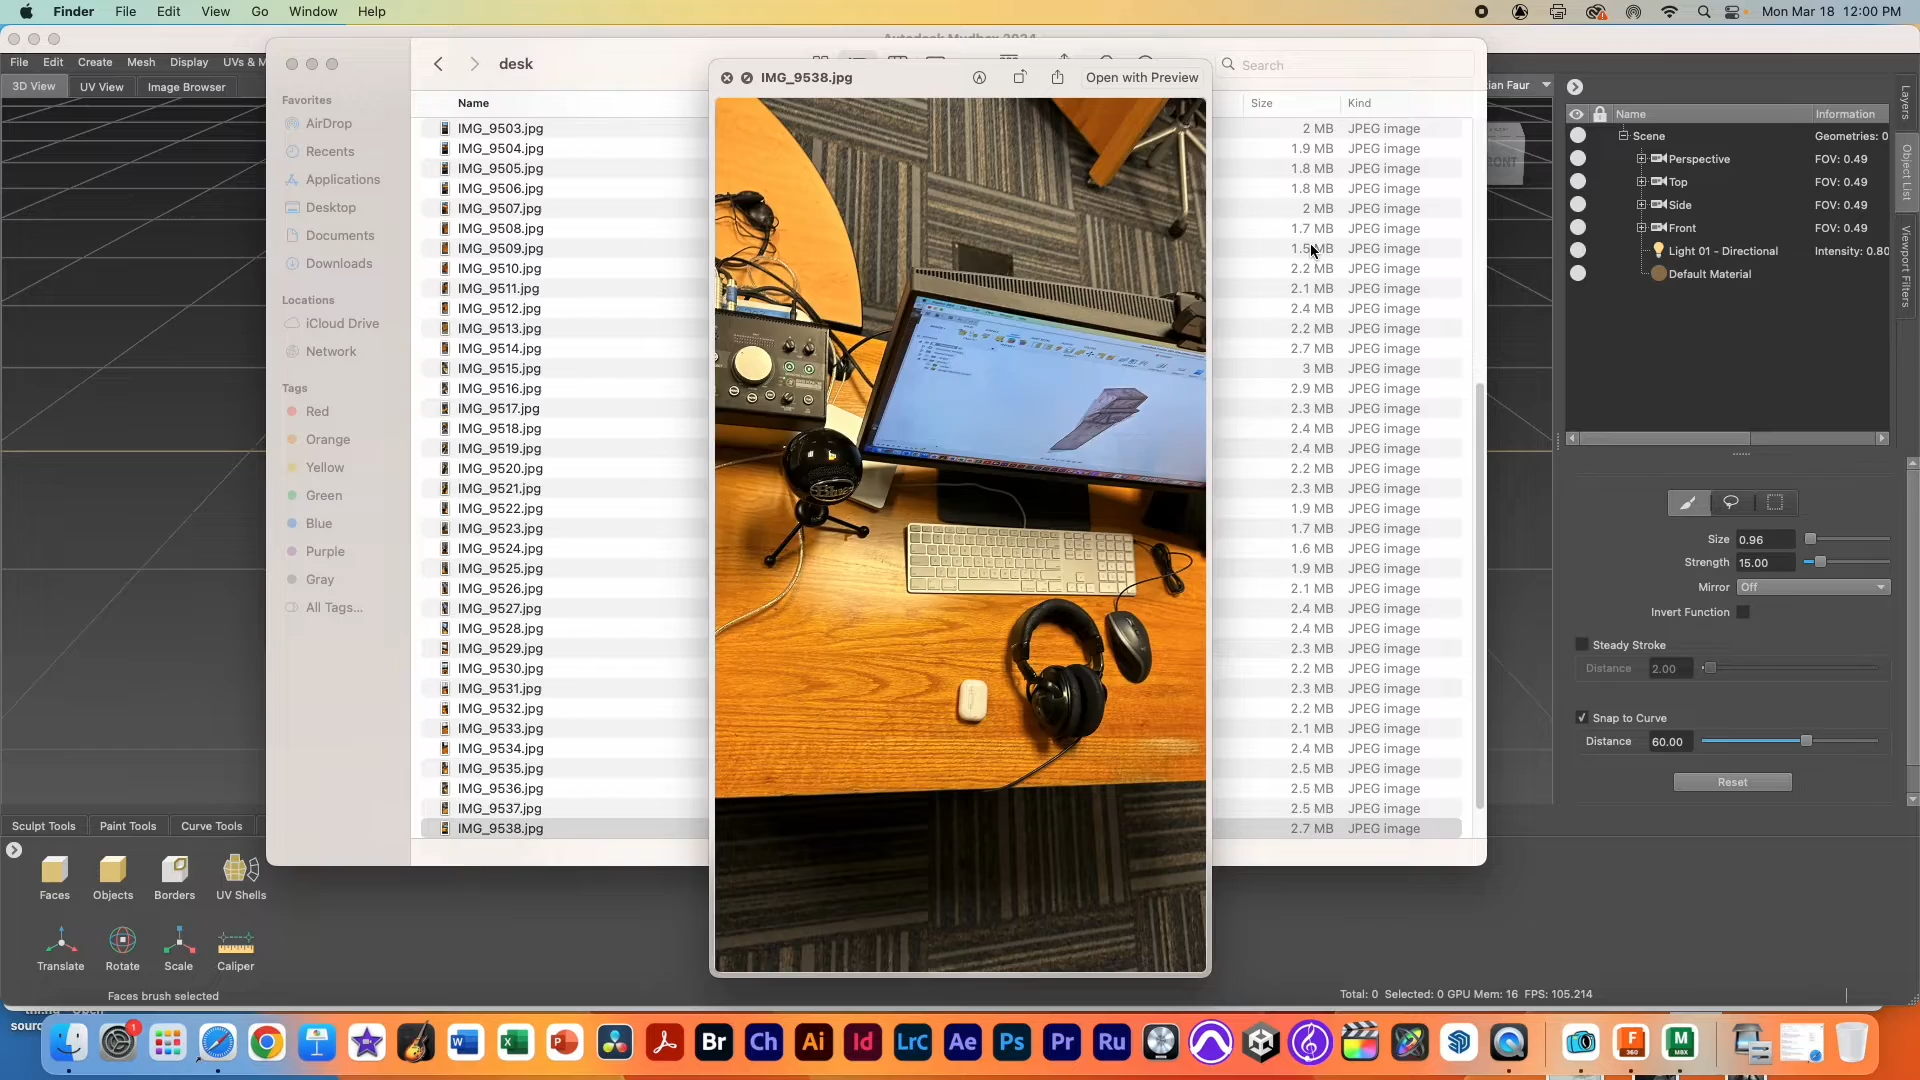 Finder File Edit View Go Window Help
Mon Mar 18 12:00 PM
Autodesk Mudbox 2024
File Edit Create Mesh Display UVs & M
3D View UV View Image Browser
desk
Search
Favorites
AirDrop
Recents
Applications
Desktop
Documents
Downloads
Locations
iCloud Drive
Network
Tags
Red
Orange
Yellow
Green
Blue
Purple
Gray
All Tags...
Name Size Kind
IMG_9503.jpg 2 MB JPEG image
IMG_9504.jpg 1.9 MB JPEG image
IMG_9505.jpg 1.8 MB JPEG image
IMG_9506.jpg 1.8 MB JPEG image
IMG_9507.jpg 2 MB JPEG image
IMG_9508.jpg 1.7 MB JPEG image
IMG_9509.jpg 1.5 MB JPEG image
IMG_9510.jpg 2.2 MB JPEG image
IMG_9511.jpg 2.1 MB JPEG image
IMG_9512.jpg 2.4 MB JPEG image
IMG_9513.jpg 2.2 MB JPEG image
IMG_9514.jpg 2.7 MB JPEG image
IMG_9515.jpg 3 MB JPEG image
IMG_9516.jpg 2.9 MB JPEG image
IMG_9517.jpg 2.3 MB JPEG image
IMG_9518.jpg 2.4 MB JPEG image
IMG_9519.jpg 2.4 MB JPEG image
IMG_9520.jpg 2.2 MB JPEG image
IMG_9521.jpg 2.3 MB JPEG image
IMG_9522.jpg 1.9 MB JPEG image
IMG_9523.jpg 1.7 MB JPEG image
IMG_9524.jpg 1.6 MB JPEG image
IMG_9525.jpg 1.9 MB JPEG image
IMG_9526.jpg 2.1 MB JPEG image
IMG_9527.jpg 2.4 MB JPEG image
IMG_9528.jpg 2.4 MB JPEG image
IMG_9529.jpg 2.3 MB JPEG image
IMG_9530.jpg 2.2 MB JPEG image
IMG_9531.jpg 2.3 MB JPEG image
IMG_9532.jpg 2.2 MB JPEG image
IMG_9533.jpg 2.1 MB JPEG image
IMG_9534.jpg 2.4 MB JPEG image
IMG_9535.jpg 2.5 MB JPEG image
IMG_9536.jpg 2.5 MB JPEG image
IMG_9537.jpg 2.5 MB JPEG image
IMG_9538.jpg 2.7 MB JPEG image
IMG_9538.jpg Open with Preview
Blue
ian Faur
Name Information
Scene Geometries: 0
Perspective FOV: 0.49
Top FOV: 0.49
Side FOV: 0.49
Front FOV: 0.49
Light 01 - Directional Intensity: 0.80
Default Material
Layers
Object List
Viewport Filters
Size 0.96
Strength 15.00
Mirror Off
Invert Function
Steady Stroke
Distance 2.00
Snap to Curve
Distance 60.00
Reset
Sculpt Tools Paint Tools Curve Tools
Faces Objects Borders UV Shells
Translate Rotate Scale Caliper
Faces brush selected
Total: 0 Selected: 0 GPU Mem: 16 FPS: 105.214
sourc
1 W X P Br Ch Ai Id Lrc Ae Ps Pr Ru F 360 M MBX